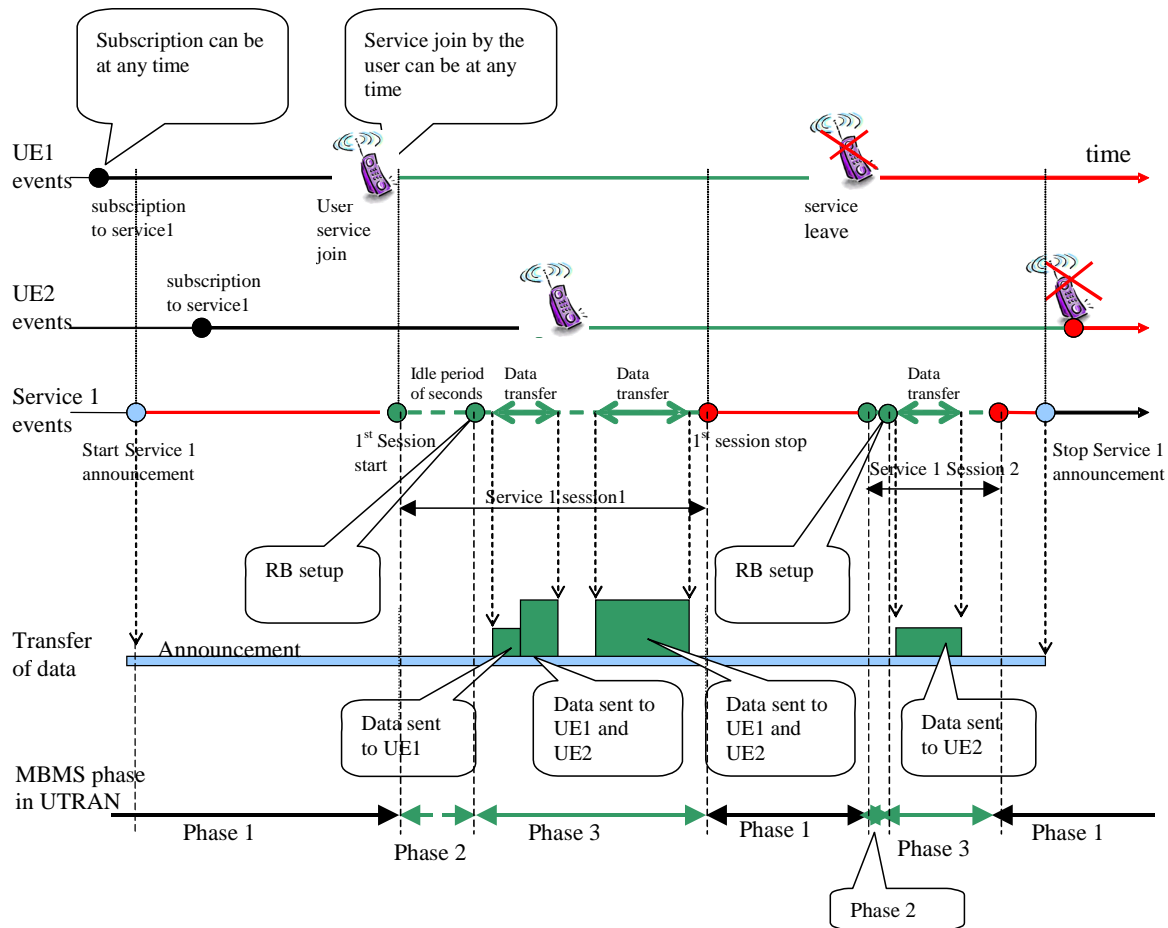 Subscription can be
at any time
Service join by the
user can be at any
time
UE1
events
time
subscription
to service1
User
service
join
service
leave
subscription
to service1
UE2
events
Service 1
events
Idle period
of seconds
Data
transfer
Data
transfer
Data
transfer
Start Service 1
announcement
1st Session
start
1st session stop
Stop Service 1
announcement
Service 1 session1
Service 1 Session 2
RB setup
RB setup
Transfer
of data
Announcement
Data sent
to UE1
Data sent to
UE1 and
UE2
Data sent to
UE1 and
UE2
Data sent
to UE2
MBMS phase
in UTRAN
Phase 1
Phase 2
Phase 3
Phase 1
Phase 3
Phase 1
Phase 2